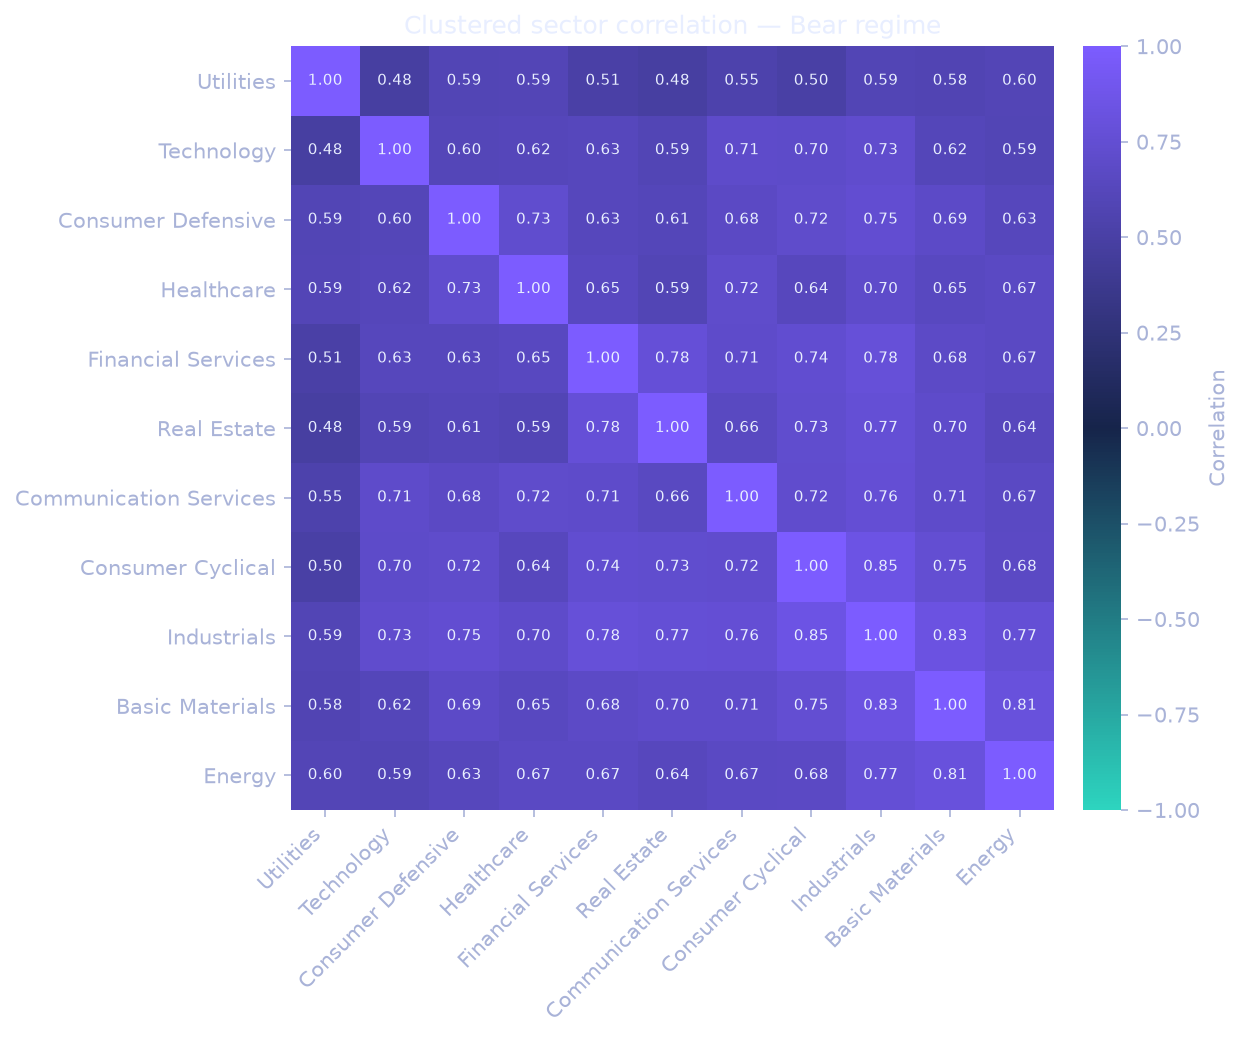 Clustered sector correlation — Bear regime
Utilities 1.00 0.48 0.59 0.59 0.51 0.48 0.55 0.50 0.59 0.58 0.60
Technology 0.48 1.00 0.60 0.62 0.63 0.59 0.71 0.70 0.73 0.62 0.59
Consumer Defensive 0.59 0.60 1.00 0.73 0.63 0.61 0.68 0.72 0.75 0.69 0.63
Healthcare 0.59 0.62 0.73 1.00 0.65 0.59 0.72 0.64 0.70 0.65 0.67
Financial Services 0.51 0.63 0.63 0.65 1.00 0.78 0.71 0.74 0.78 0.68 0.67
Real Estate 0.48 0.59 0.61 0.59 0.78 1.00 0.66 0.73 0.77 0.70 0.64
Communication Services 0.55 0.71 0.68 0.72 0.71 0.66 1.00 0.72 0.76 0.71 0.67
Consumer Cyclical 0.50 0.70 0.72 0.64 0.74 0.73 0.72 1.00 0.85 0.75 0.68
Industrials 0.59 0.73 0.75 0.70 0.78 0.77 0.76 0.85 1.00 0.83 0.77
Basic Materials 0.58 0.62 0.69 0.65 0.68 0.70 0.71 0.75 0.83 1.00 0.81
Energy 0.60 0.59 0.63 0.67 0.67 0.64 0.67 0.68 0.77 0.81 1.00
Utilities
Technology
Consumer Defensive
Healthcare
Financial Services
Real Estate
Communication Services
Consumer Cyclical
Industrials
Basic Materials
Energy
1.00
0.75
0.50
0.25
0.00
−0.25
−0.50
−0.75
−1.00
Correlation